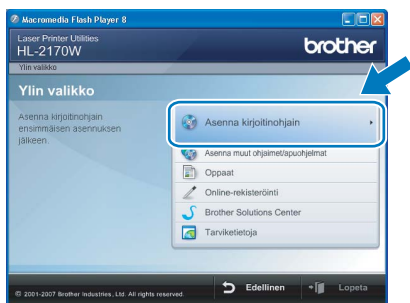 Macromedia Flash Player 8
Laser Printer Utilities
HL-2170W
brother
Ylin valikko
Ylin valikko
Asenna kirjoitinohjain
ensimmäisen asennuksen
jälkeen.
Asenna kirjoitinohjain
Asenna muut ohjaimet/apuohjelmat
Oppaat
Online-rekisteröinti
Brother Solutions Center
Tarviketietoja
© 2001-2007 Brother Industries, Ltd. All rights reserved.
Edellinen
Lopeta